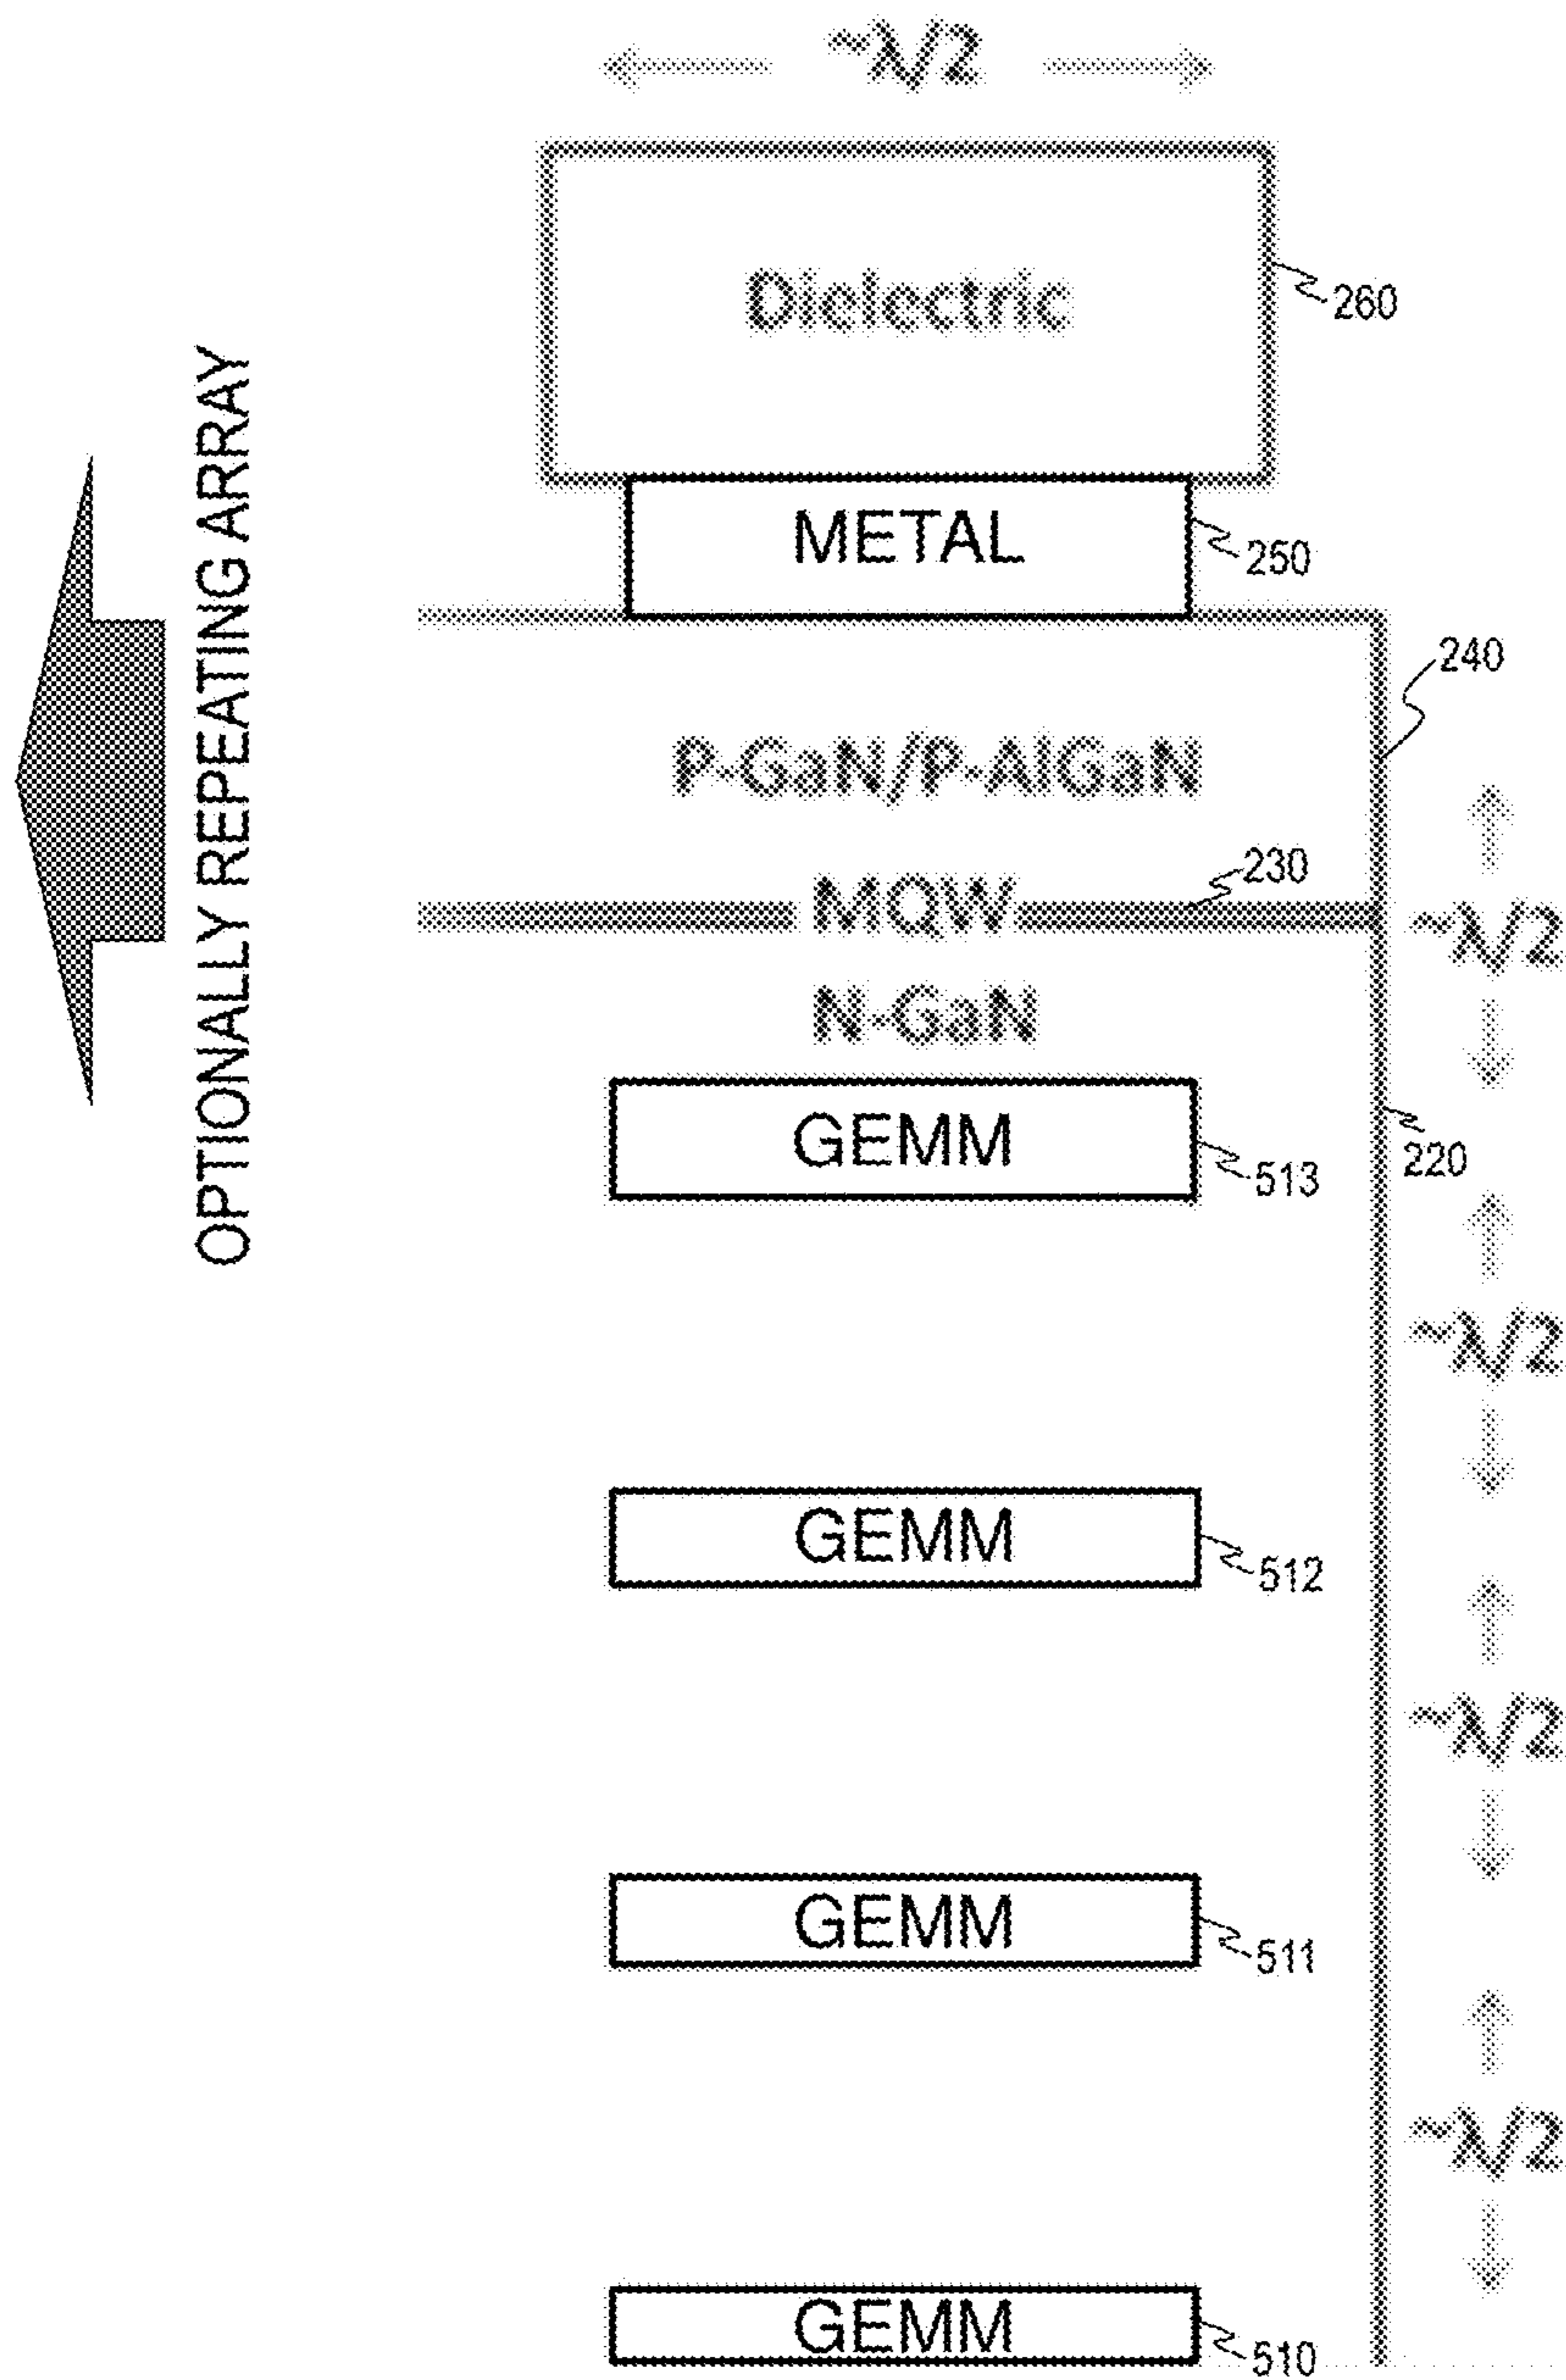 ~λ/2
Dielectric
260
METAL
250
OPTIONALLY REPEATING ARRAY
240
P-GaN/P-AlGaN
230
MQW
~λ/2
N-GaN
GEMM
220
513
~λ/2
GEMM
512
~λ/2
GEMM
511
~λ/2
GEMM
510